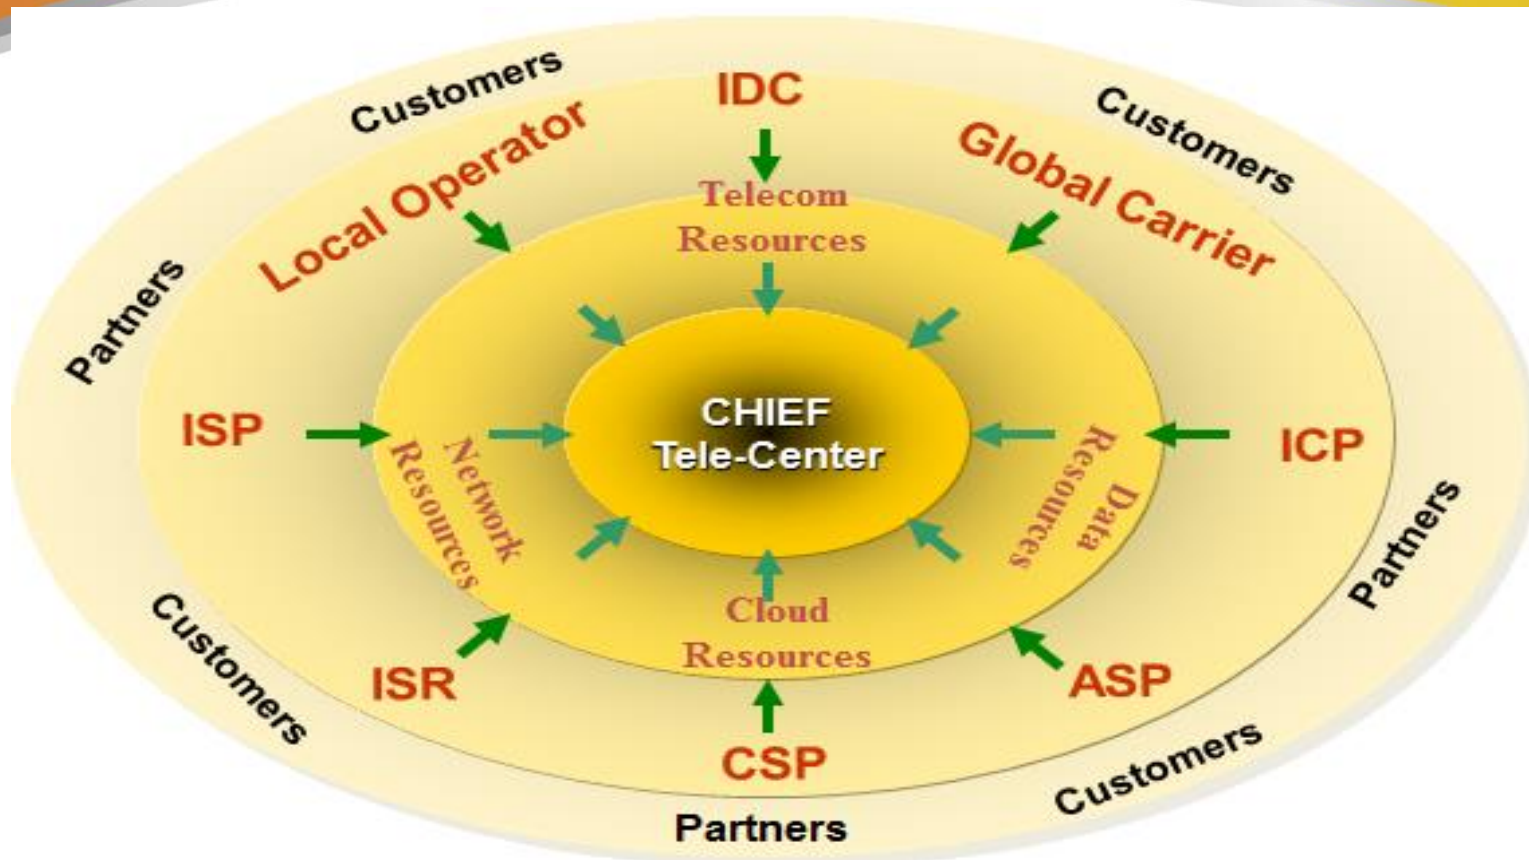 Customers
IDC
Customers
Local Operator
Global Carrier
Telecom
Resources
Partners
CHIEF
Tele-Center
ISP
ICP
Network
Resources
Data
Resources
Partners
Cloud
Resources
Customers
ISR
ASP
CSP
Customers
Partners